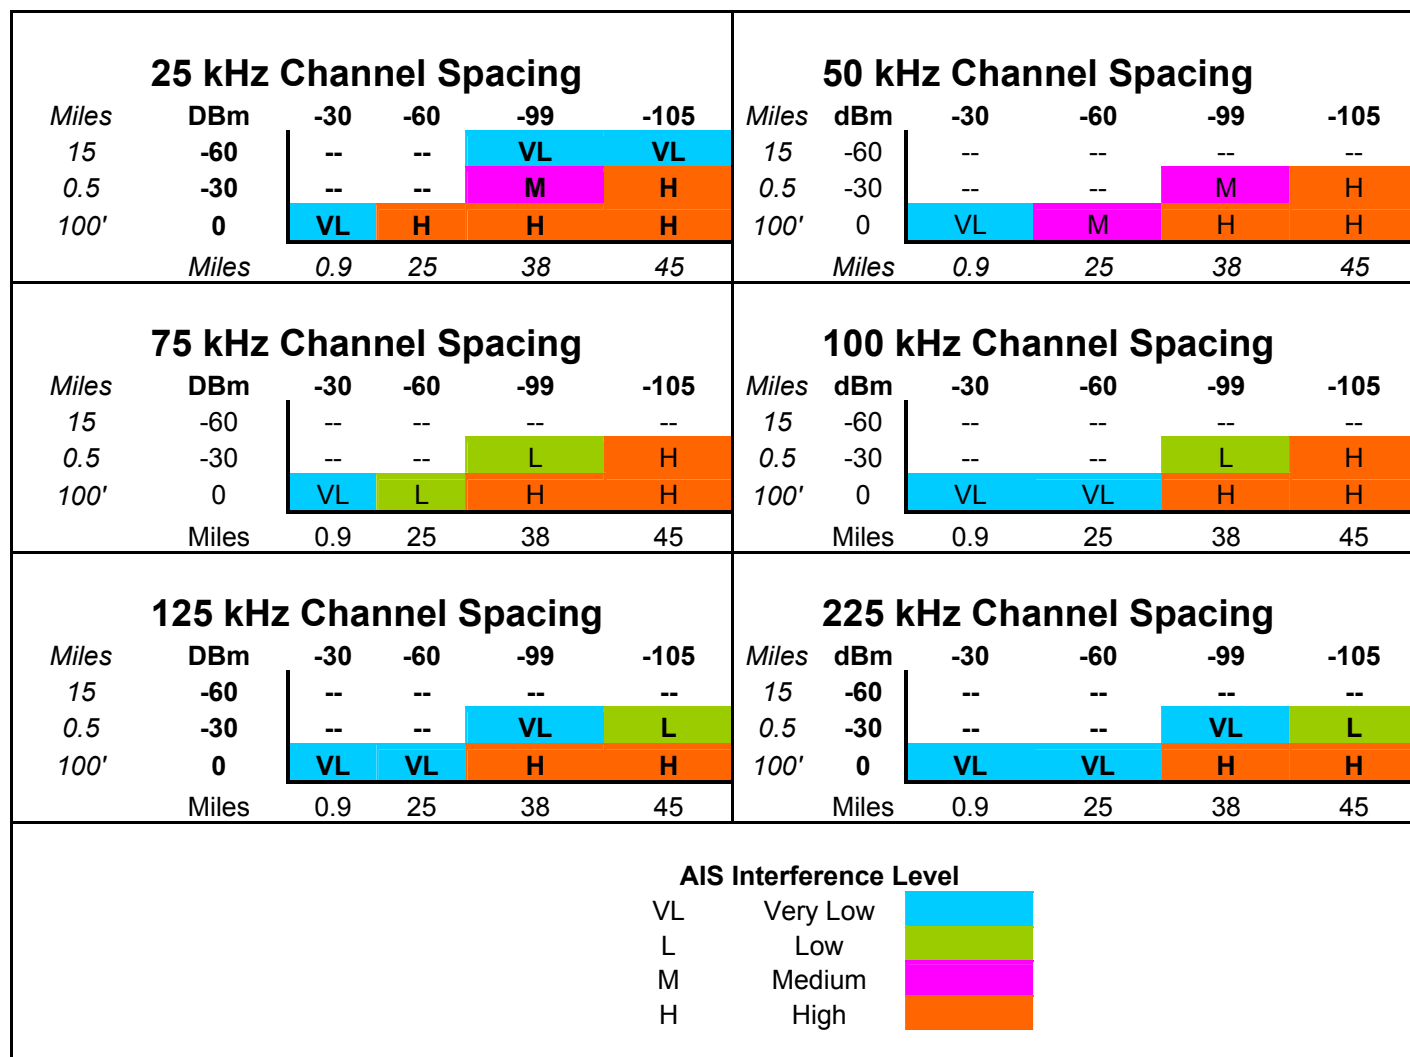 25 kHz Channel Spacing
Miles DBm -30 -60 -99 -105
15 -60 -- -- VL VL
0.5 -30 -- -- M H
100' 0 VL H H H
Miles 0.9 25 38 45
50 kHz Channel Spacing
Miles dBm -30 -60 -99 -105
15 -60 -- -- -- --
0.5 -30 -- -- M H
100' 0 VL M H H
Miles 0.9 25 38 45
75 kHz Channel Spacing
Miles DBm -30 -60 -99 -105
15 -60 -- -- -- --
0.5 -30 -- -- L H
100' 0 VL L H H
Miles 0.9 25 38 45
100 kHz Channel Spacing
Miles dBm -30 -60 -99 -105
15 -60 -- -- -- --
0.5 -30 -- -- L H
100' 0 VL VL H H
Miles 0.9 25 38 45
125 kHz Channel Spacing
Miles DBm -30 -60 -99 -105
15 -60 -- -- -- --
0.5 -30 -- -- VL L
100' 0 VL VL H H
Miles 0.9 25 38 45
225 kHz Channel Spacing
Miles dBm -30 -60 -99 -105
15 -60 -- -- -- --
0.5 -30 -- -- VL L
100' 0 VL VL H H
Miles 0.9 25 38 45
AIS Interference Level
VL Very Low
L Low
M Medium
H High